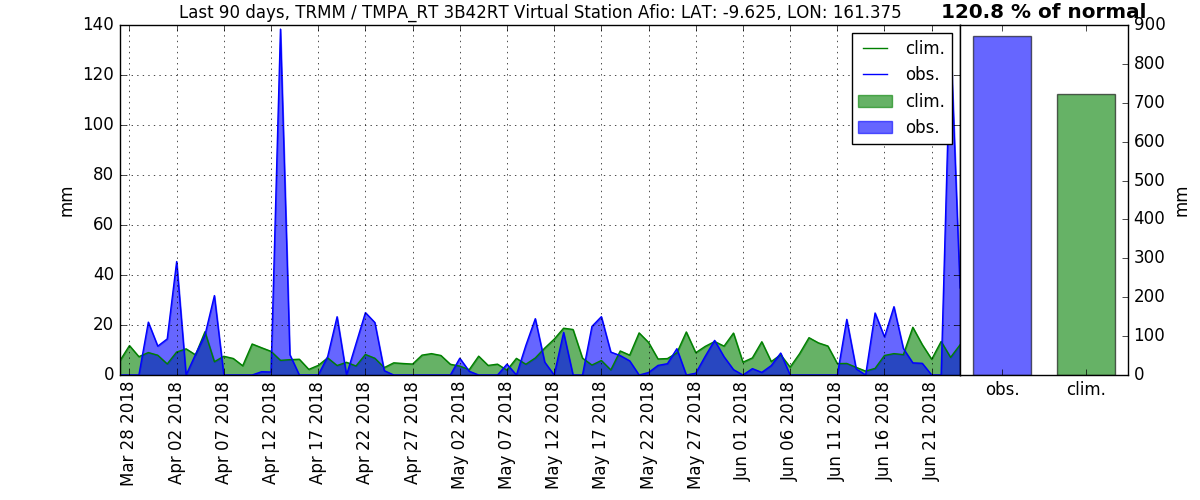 Last 90 days, TRMM / TMPA_RT 3B42RT Virtual Station Afio: LAT: -9.625, LON: 161.375
120.8 % of normal
140
120
100
80
60
40
20
0
mm
clim.
obs.
clim.
obs.
900
800
700
600
500
400
300
200
100
0
mm
obs.
clim.
Mar 28 2018
Apr 02 2018
Apr 07 2018
Apr 12 2018
Apr 17 2018
Apr 22 2018
Apr 27 2018
May 02 2018
May 07 2018
May 12 2018
May 17 2018
May 22 2018
May 27 2018
Jun 01 2018
Jun 06 2018
Jun 11 2018
Jun 16 2018
Jun 21 2018